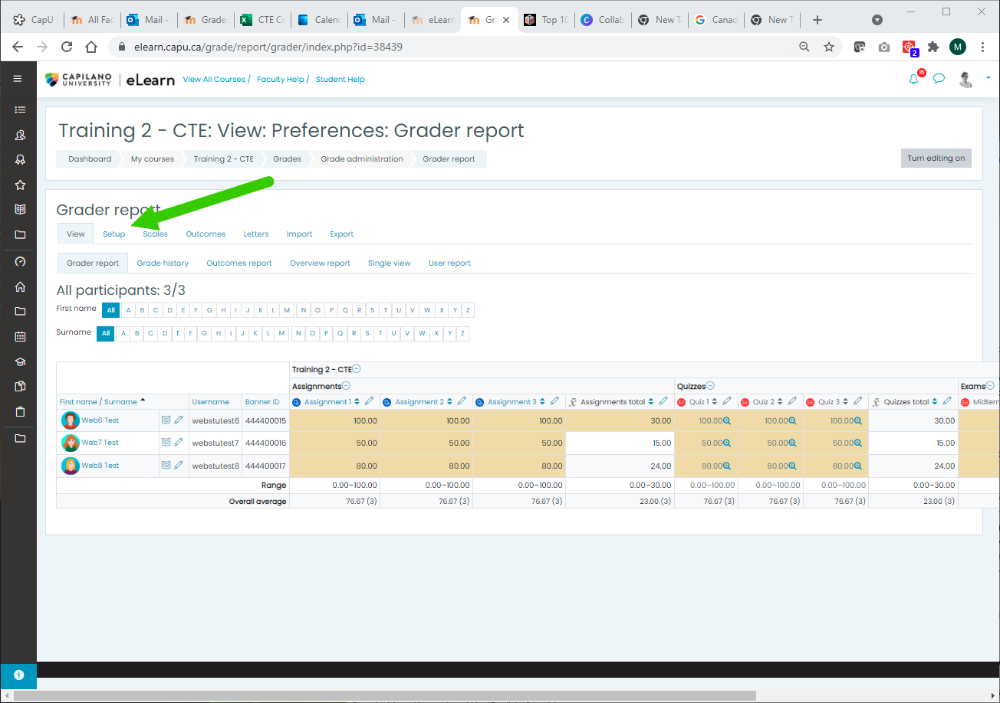 CapU S
All Fac
Mail -
Grade
CTE Co
Calenc
Mail -
eLearn
Gr
Top 10
Collab
New T
Canad
New T
elearn.capu.ca/grade/report/grader/index.php?id=38439
M
2
CAPILANO UNIVERSITY
eLearn
View All Courses / Faculty Help / Student Help
15
Training 2 - CTE: View: Preferences: Grader report
Dashboard My courses Training 2 - CTE Grades Grade administration Grader report
Turn editing on
Grader report
View Setup Scales Outcomes Letters Import Export
Grader report Grade history Outcomes report Overview report Single view User report
All participants: 3/3
First name All A B C D E F G H I J K L M N O P Q R S T U V W X Y Z
Surname All A B C D E F G H I J K L M N O P Q R S T U V W X Y Z
Training 2 - CTE
Assignments Quizzes Exams
First name / Surname Username Banner ID Assignment 1 Assignment 2 Assignment 3 Assignments total Quiz 1 Quiz 2 Quiz 3 Quizzes total Midterm
Web6 Test webstutest6 444400015 100.00 100.00 100.00 30.00 100.00 100.00 100.00 30.00
Web7 Test webstutest7 444400016 50.00 50.00 50.00 15.00 50.00 50.00 50.00 15.00
Web8 Test webstutest8 444400017 80.00 80.00 80.00 24.00 80.00 80.00 80.00 24.00
Range 0.00–100.00 0.00–100.00 0.00–100.00 0.00–30.00 0.00–100.00 0.00–100.00 0.00–100.00 0.00–30.00
Overall average 76.67 (3) 76.67 (3) 76.67 (3) 23.00 (3) 76.67 (3) 76.67 (3) 76.67 (3) 23.00 (3)